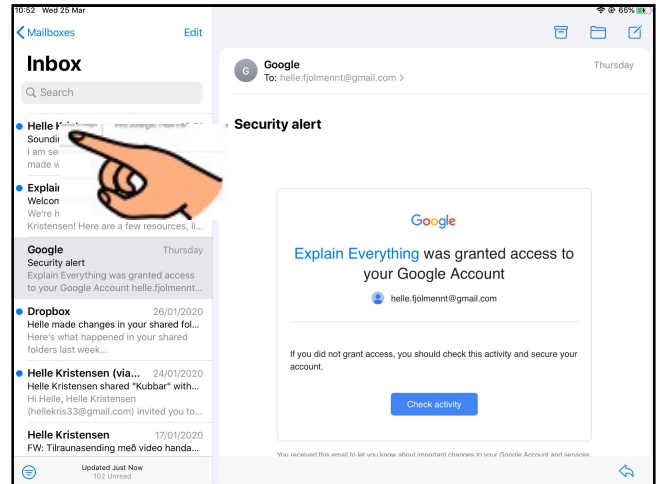 10:52 Wed 25 Mar
65%
Mailboxes
Edit
Inbox
Search
Helle
Soundin
I am se
made w
Explai
Welcom
We're h
Kristensen! Here are a few resources, li...
Google Thursday
Security alert
Explain Everything was granted access
to your Google Account helle.fjolmennt...
Dropbox 26/01/2020
Helle made changes in your shared fol...
Here's what happened in your shared
folders last week...
Helle Kristensen (via... 24/01/2020
Helle Kristensen shared "Kubbar" with...
Hi Helle, Helle Kristensen
(hellekris33@gmail.com) invited you to...
Helle Kristensen 17/01/2020
FW: Tilraunasending með video handa...
Updated Just Now
102 Unread
G
Google Thursday
To: helle.fjolmennt@gmail.com >
Security alert
Google
Explain Everything was granted access to
your Google Account
helle.fjolmennt@gmail.com
If you did not grant access, you should check this activity and secure your
account.
Check activity
You received this email to let you know about important changes to your Google Account and services